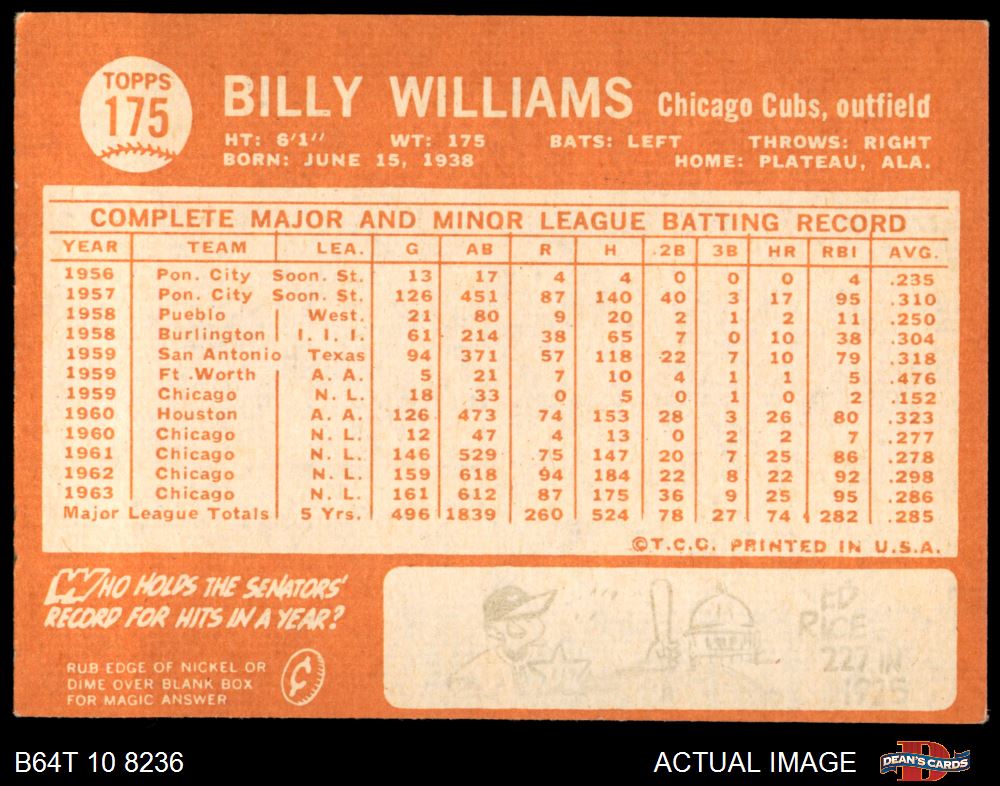 TOPPS
175
BILLY WILLIAMS Chicago Cubs, outfield
HT: 6'1" WT: 175 BATS: LEFT THROWS: RIGHT
BORN: JUNE 15, 1938 HOME: PLATEAU, ALA.
COMPLETE MAJOR AND MINOR LEAGUE BATTING RECORD
YEAR TEAM LEA. G AB R H 2B 3B HR RBI AVG.
1956 Pon. City Soon. St. 13 17 4 4 0 0 0 4 .235
1957 Pon. City Soon. St. 126 451 87 140 40 3 17 95 .310
1958 Pueblo West. 21 80 9 20 2 1 2 11 .250
1958 Burlington I. I. I. 61 214 38 65 7 0 10 38 .304
1959 San Antonio Texas 94 371 57 118 22 7 10 79 .318
1959 Ft. Worth A. A. 5 21 7 10 4 1 1 5 .476
1959 Chicago N. L. 18 33 0 5 0 1 0 2 .152
1960 Houston A. A. 126 473 74 153 28 3 26 80 .323
1960 Chicago N. L. 12 47 4 13 0 2 2 7 .277
1961 Chicago N. L. 146 529 75 147 20 7 25 86 .278
1962 Chicago N. L. 159 618 94 184 22 8 22 92 .298
1963 Chicago N. L. 161 612 87 175 36 9 25 95 .286
Major League Totals 5 Yrs. 496 1839 260 524 78 27 74 282 .285
©T.C.G. PRINTED IN U.S.A.
WHO HOLDS THE SENATORS'
RECORD FOR HITS IN A YEAR?
RUB EDGE OF NICKEL OR
DIME OVER BLANK BOX
FOR MAGIC ANSWER
¢
ED
RICE
227 IN
1925
B64T 10 8236
ACTUAL IMAGE
DEAN'S CARDS